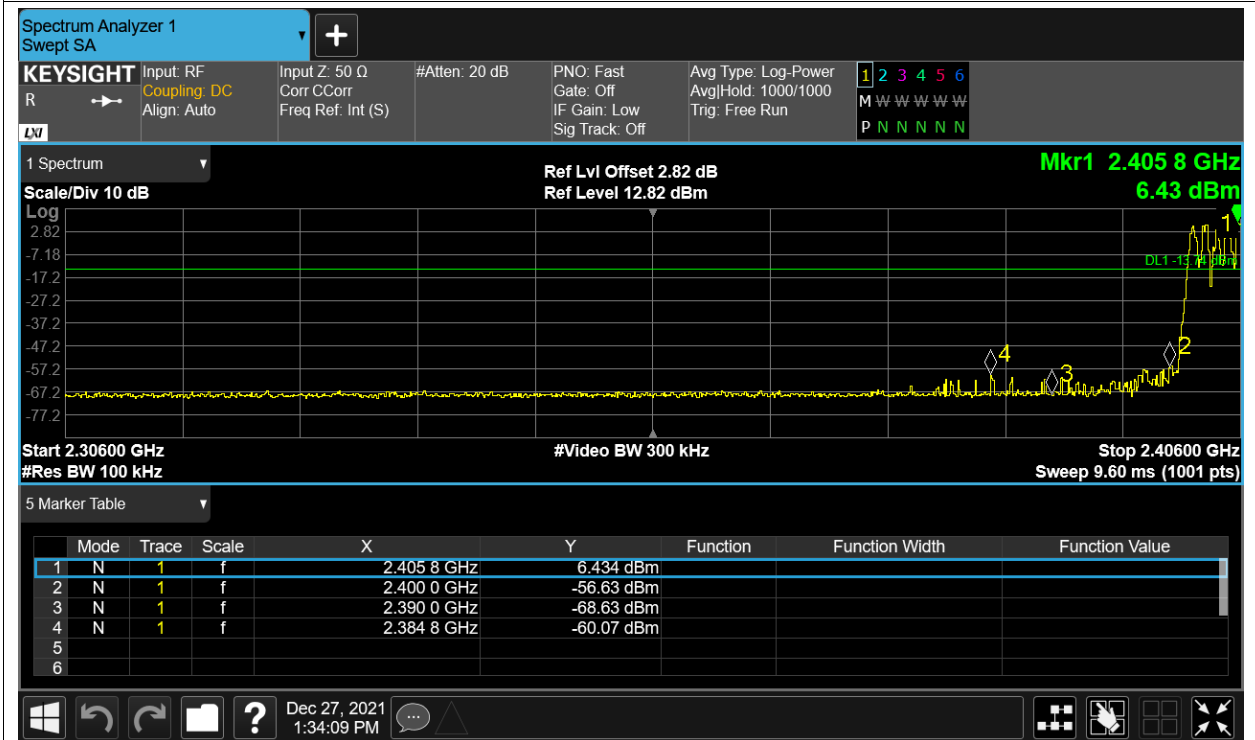 Spectrum Analyzer 1
Swept SA
+
KEYSIGHT Input: RF Input Z: 50 Ω #Atten: 20 dB PNO: Fast Avg Type: Log-Power 1 2 3 4 5 6
R Coupling: DC Corr CCorr Gate: Off Avg|Hold: 1000/1000 M W W W W W
Align: Auto Freq Ref: Int (S) IF Gain: Low Trig: Free Run
LXI Sig Track: Off P N N N N N
1 Spectrum Ref Lvl Offset 2.82 dB Mkr1 2.405 8 GHz
Scale/Div 10 dB Ref Level 12.82 dBm 6.43 dBm
Log
1
2.82
-7.18
DL1 -13.74 dBm
-17.2
-27.2
-37.2
-47.2
2
4
-57.2
3
-67.2
-77.2
Start 2.30600 GHz #Video BW 300 kHz Stop 2.40600 GHz
#Res BW 100 kHz Sweep 9.60 ms (1001 pts)
5 Marker Table
Mode Trace Scale X Y Function Function Width Function Value
1 N 1 f 2.405 8 GHz 6.434 dBm
2 N 1 f 2.400 0 GHz -56.63 dBm
3 N 1 f 2.390 0 GHz -68.63 dBm
4 N 1 f 2.384 8 GHz -60.07 dBm
5
6
? Dec 27, 2021
1:34:09 PM